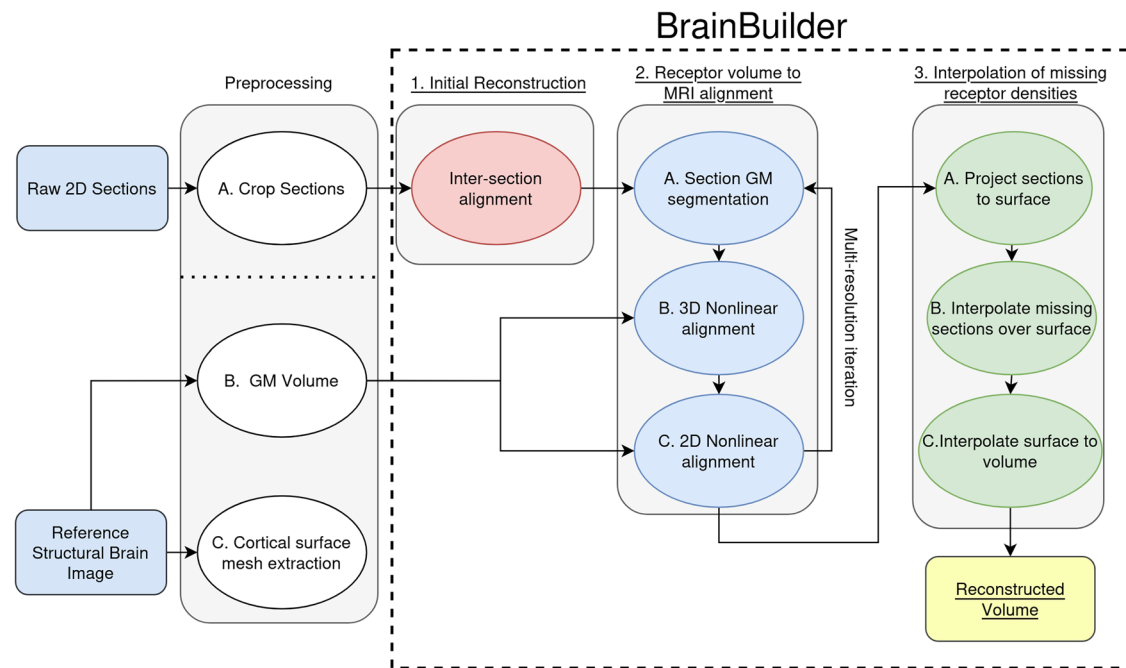 BrainBuilder
Preprocessing
1. Initial Reconstruction
2. Receptor volume to
MRI alignment
3. Interpolation of missing
receptor densities
Raw 2D Sections
A. Crop Sections
Inter-section
alignment
A. Section GM
segmentation
A. Project sections
to surface
Multi-resolution iteration
B. 3D Nonlinear
alignment
B. Interpolate missing
sections over surface
B.  GM Volume
C. 2D Nonlinear
alignment
C.Interpolate surface to
volume
Reference
Structural Brain
Image
C. Cortical surface
mesh extraction
Reconstructed
Volume